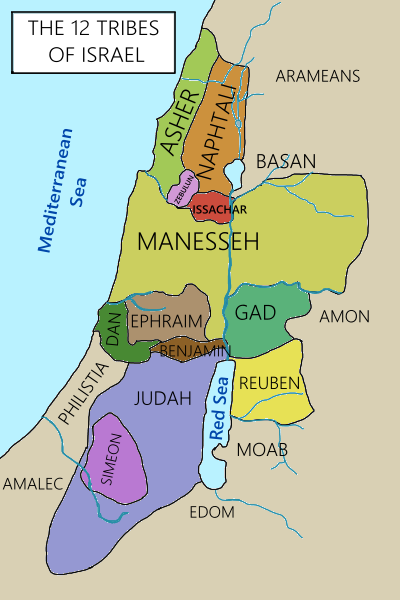 THE 12 TRIBES
OF ISRAEL
ARAMEANS
ASHER
NAPHTALI
Mediterranean
Sea
BASAN
ZEBULUN
ISSACHAR
MANESSEH
DAN
EPHRAIM
GAD
AMON
BENJAMIN
PHILISTIA
JUDAH
Red Sea
REUBEN
SIMEON
MOAB
AMALEC
EDOM